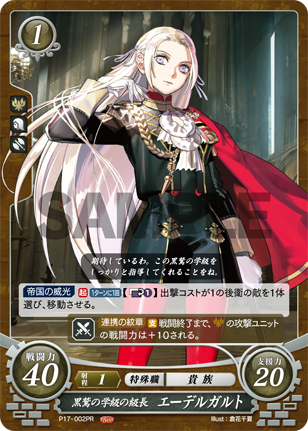 1
SAMPLE
期待しているわ。この黒鷲の学級を
しっかりと指導してくれることをね。
帝国の威光 起 1ターンに1回 【P1】 出撃コストが1の後衛の敵を1体
選び、移動させる。
連携の紋章 支 戦闘終了まで、の攻撃ユニット
の戦闘力は+10される。
戦闘力
40
射程
1
特殊職
貴族
支援力
20
黒鷲の学級の級長 エーデルガルト
P17-002PR
Illust:倉花千夏